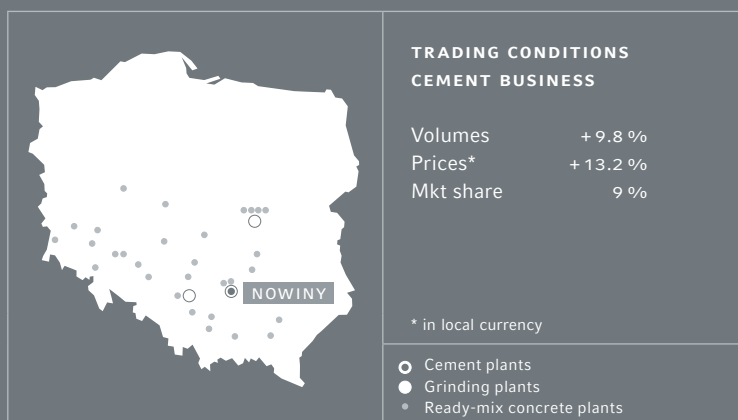 NOWINY
TRADING CONDITIONS
CEMENT BUSINESS
Volumes +9.8 %
Prices* +13.2 %
Mkt share 9 %
* in local currency
Cement plants
Grinding plants
Ready-mix concrete plants